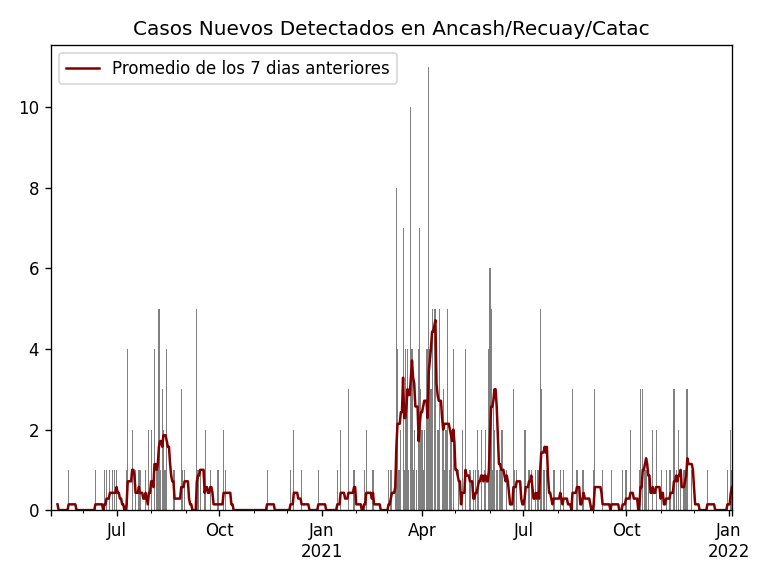 Casos Nuevos Detectados en Ancash/Recuay/Catac
Promedio de los 7 dias anteriores
10
8
6
4
2
0
Jul
Oct
Jan
2021
Apr
Jul
Oct
Jan
2022